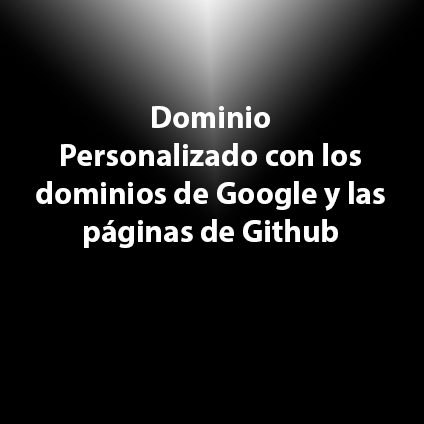 Dominio
Personalizado con los
dominios de Google y las
páginas de Github